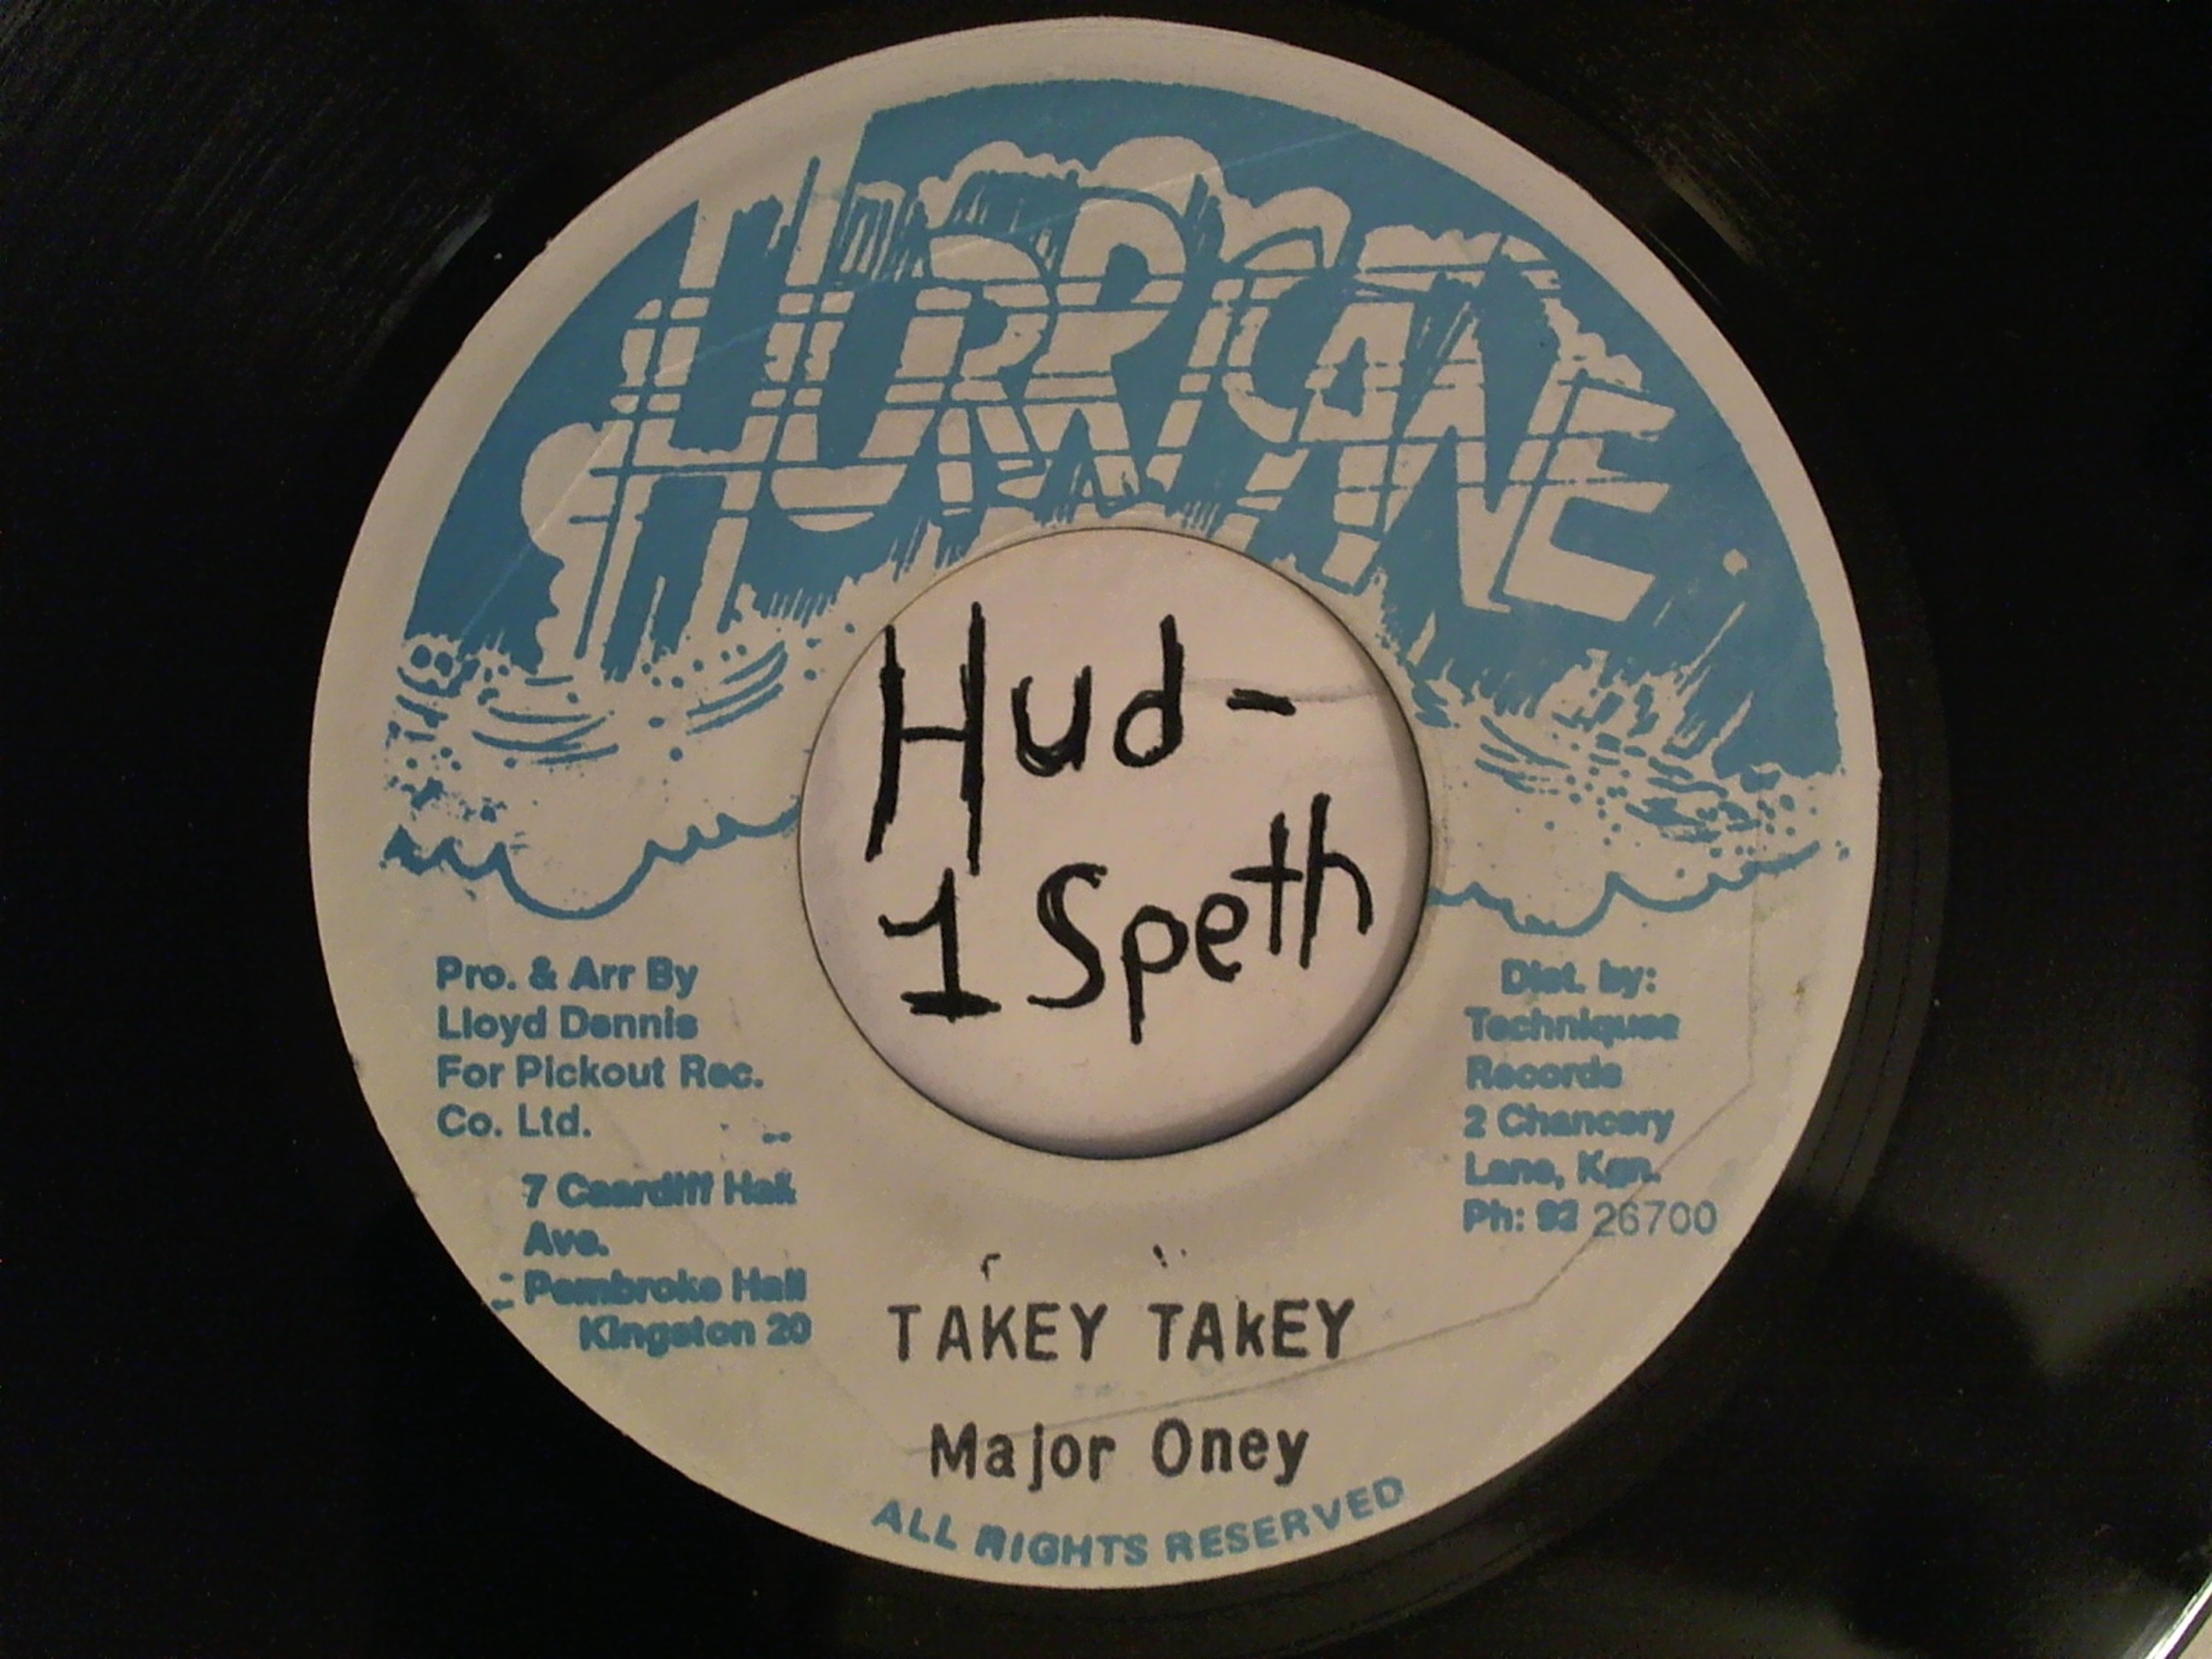 HURRICANE
Hud-
1 Speth
Pro. & Arr By
Lloyd Dennis
For Pickout Rec.
Co. Ltd.
7 Caardiff Hall
Ave.
Pembroke Hall
Kingston 20
Dist. by:
Techniques
Records
2 Chancery
Lane, Kgn.
Ph: 92 26700
TAKEY TAKEY
Major Oney
ALL RIGHTS RESERVED